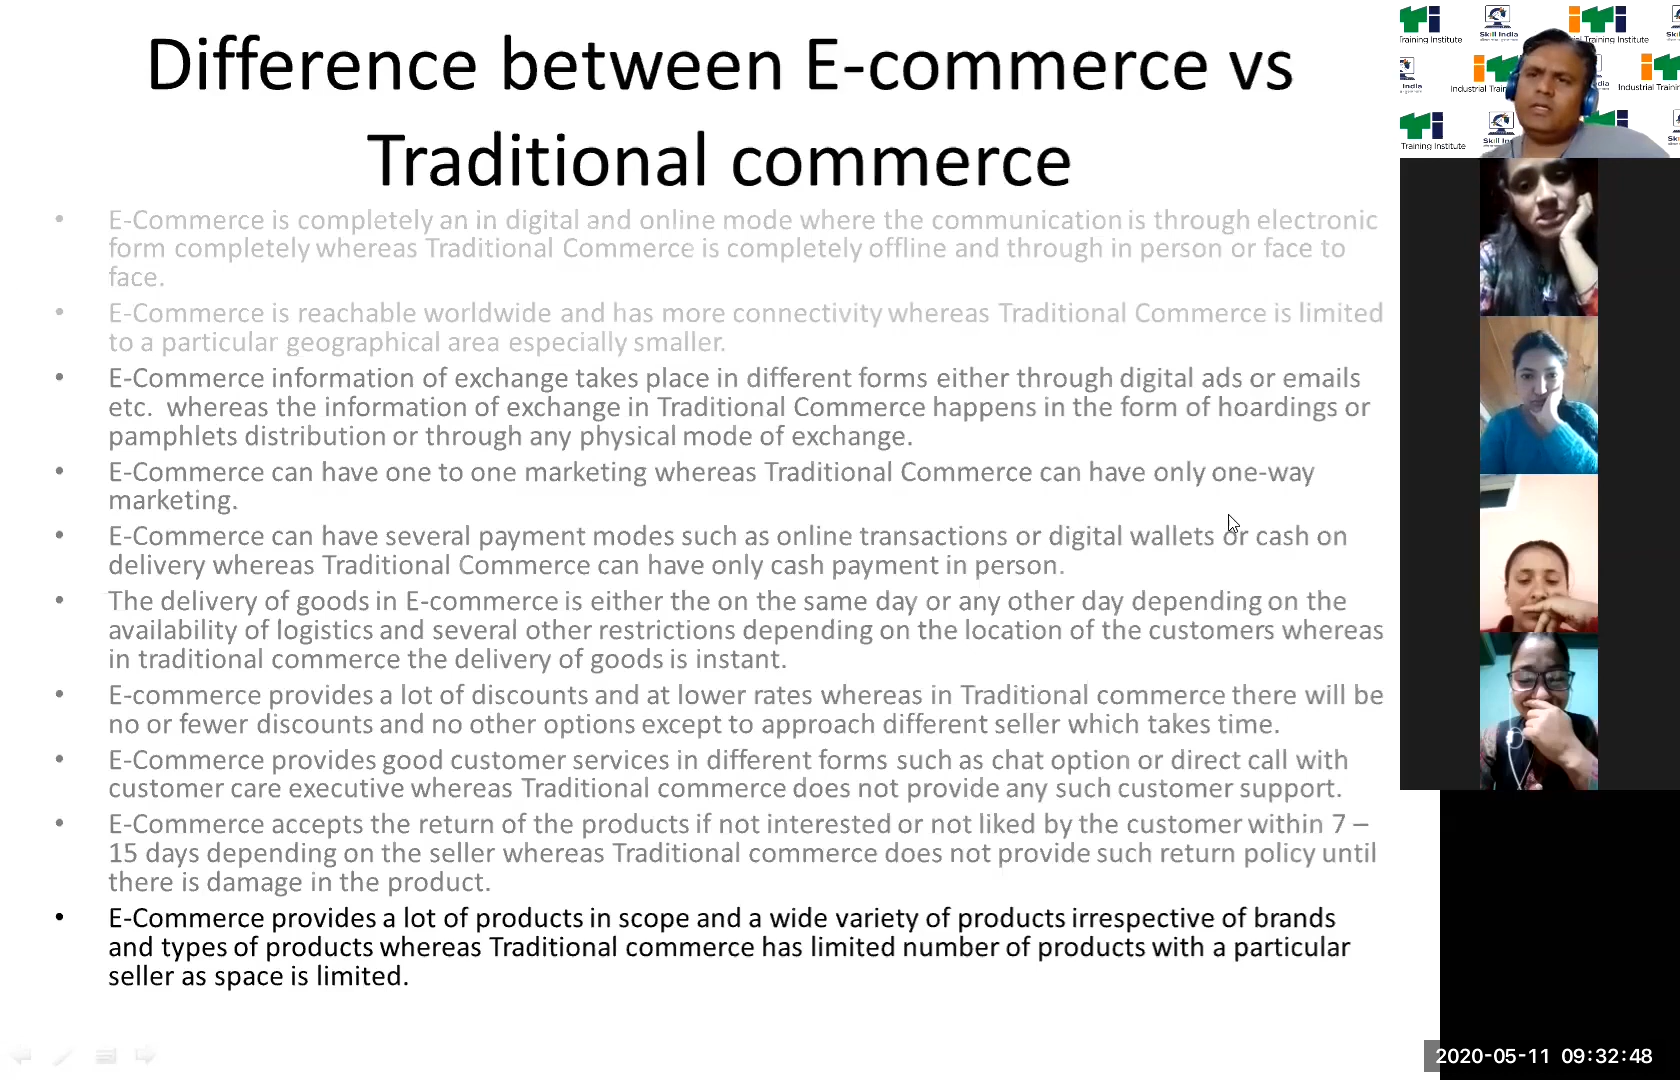 Difference between E-commerce vs
Traditional commerce
• E-Commerce is completely an in digital and online mode where the communication is through electronic
form completely whereas Traditional Commerce is completely offline and through in person or face to
face.
• E-Commerce is reachable worldwide and has more connectivity whereas Traditional Commerce is limited
to a particular geographical area especially smaller.
• E-Commerce information of exchange takes place in different forms either through digital ads or emails
etc.  whereas the information of exchange in Traditional Commerce happens in the form of hoardings or
pamphlets distribution or through any physical mode of exchange.
• E-Commerce can have one to one marketing whereas Traditional Commerce can have only one-way
marketing.
• E-Commerce can have several payment modes such as online transactions or digital wallets or cash on
delivery whereas Traditional Commerce can have only cash payment in person.
• The delivery of goods in E-commerce is either the on the same day or any other day depending on the
availability of logistics and several other restrictions depending on the location of the customers whereas
in traditional commerce the delivery of goods is instant.
• E-commerce provides a lot of discounts and at lower rates whereas in Traditional commerce there will be
no or fewer discounts and no other options except to approach different seller which takes time.
• E-Commerce provides good customer services in different forms such as chat option or direct call with
customer care executive whereas Traditional commerce does not provide any such customer support.
• E-Commerce accepts the return of the products if not interested or not liked by the customer within 7 –
15 days depending on the seller whereas Traditional commerce does not provide such return policy until
there is damage in the product.
• E-Commerce provides a lot of products in scope and a wide variety of products irrespective of brands
and types of products whereas Traditional commerce has limited number of products with a particular
seller as space is limited.
Skill India
Training Institute
Training Institute
Industrial Train
Industrial Traini
Training Institute
2020-05-11 09:32:48